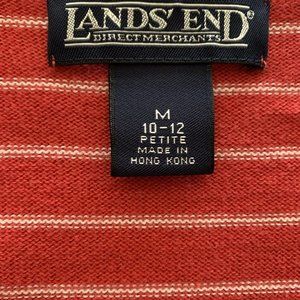 LANDS' END®
DIRECT MERCHANTS
M
10-12
PETITE
MADE IN
HONG KONG